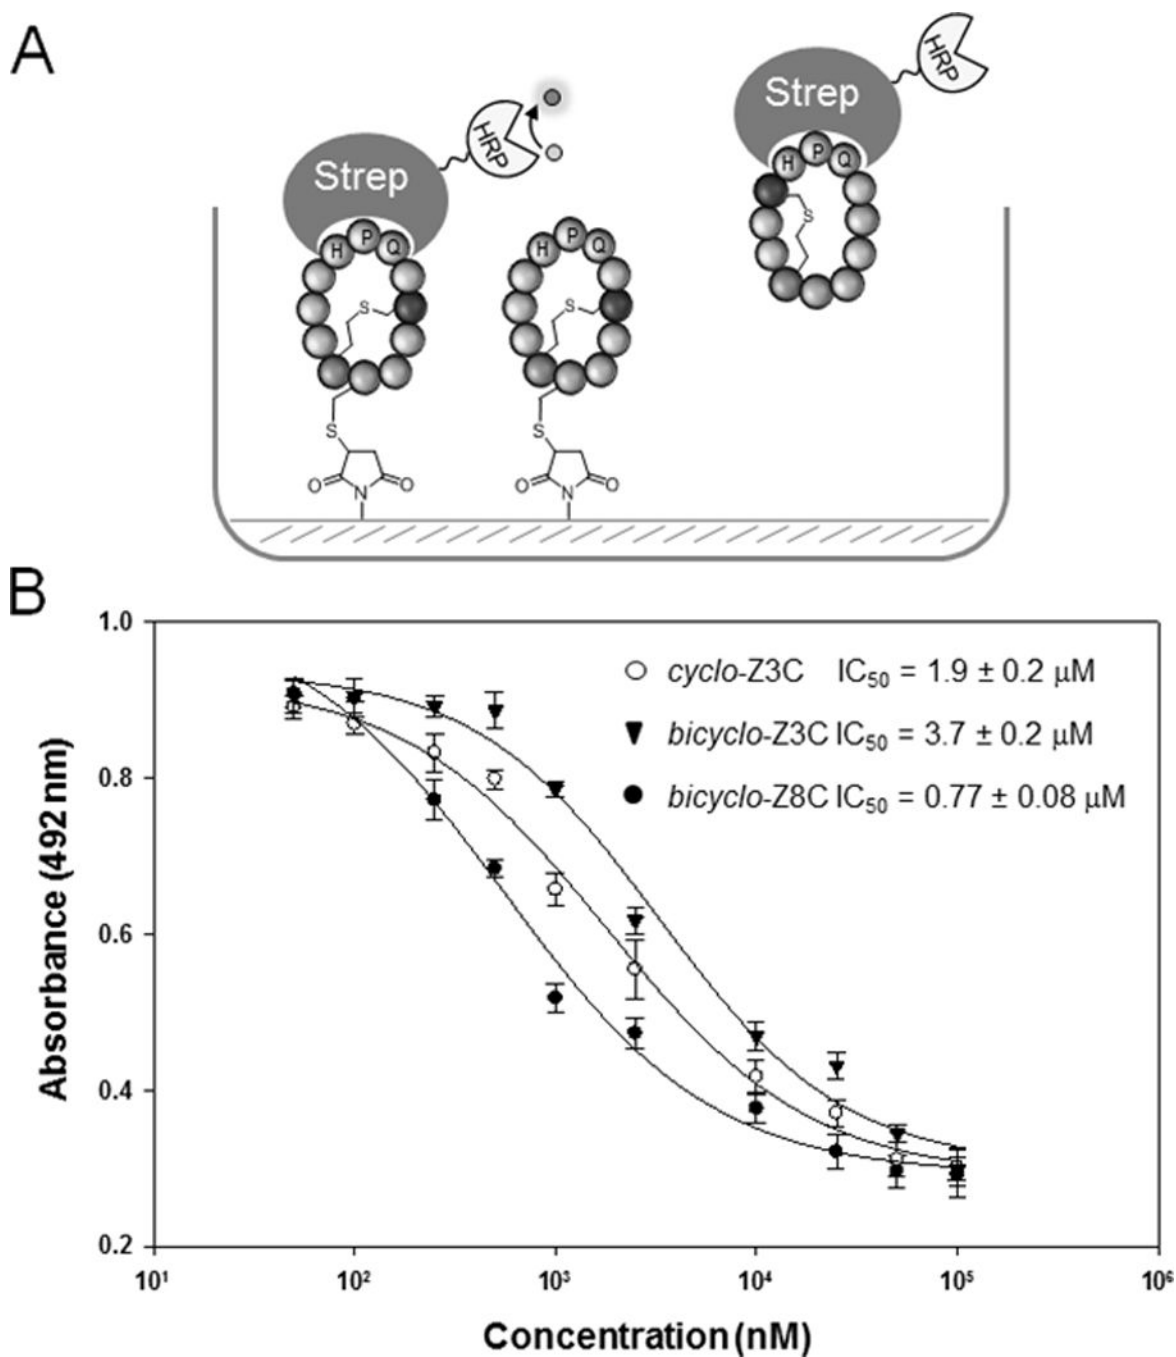 A
HRP
Strep
HRP
Strep
H P Q
H P Q
H P Q
S
S
S
S
S
O N O
O N O
B
1.0
0.8
0.6
0.4
0.2
Absorbance (492 nm)
cyclo-Z3C IC50 = 1.9 ± 0.2 µM
bicyclo-Z3C IC50 = 3.7 ± 0.2 µM
bicyclo-Z8C IC50 = 0.77 ± 0.08 µM
10¹ 10² 10³ 10⁴ 10⁵ 10⁶
Concentration (nM)